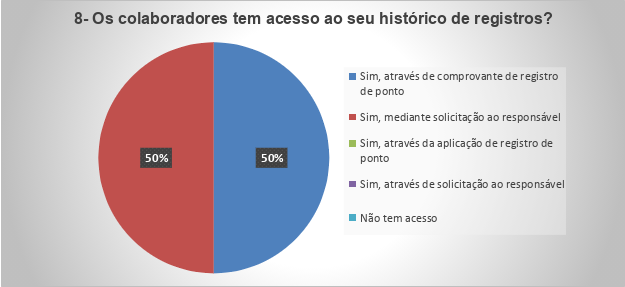 8- Os colaboradores tem acesso ao seu histórico de registros?
50%
50%
Sim, através de comprovante de registro
de ponto
Sim, mediante solicitação ao responsável
Sim, através da aplicação de registro de
ponto
Sim, através de solicitação ao responsável
Não tem acesso